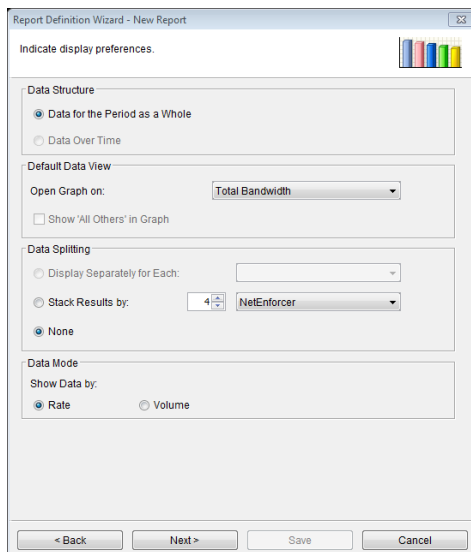 Report Definition Wizard - New Report
Indicate display preferences.
Data Structure
Data for the Period as a Whole
Data Over Time
Default Data View
Open Graph on: Total Bandwidth
Show 'All Others' in Graph
Data Splitting
Display Separately for Each:
Stack Results by: 4 NetEnforcer
None
Data Mode
Show Data by:
Rate Volume
< Back Next > Save Cancel